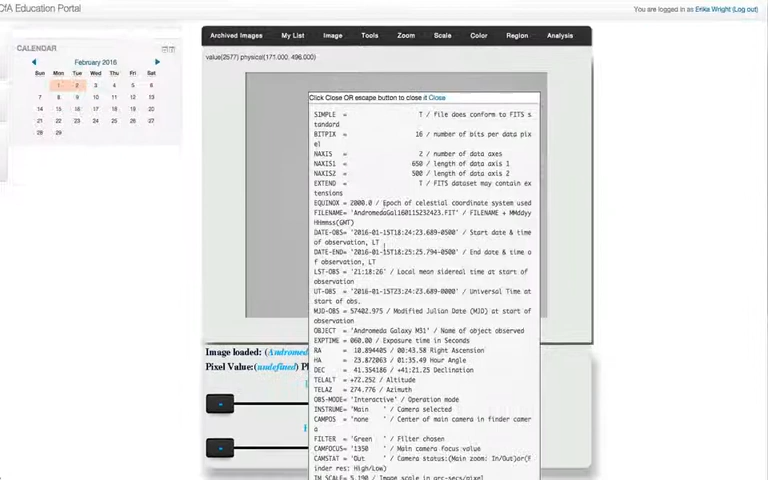 CfA Education Portal
You are logged in as Erika Wright (Log out)
CALENDAR
February 2016
Sun Mon Tue Wed Thu Fri Sat
1 2 3 4 5 6
7 8 9 10 11 12 13
14 15 16 17 18 19 20
21 22 23 24 25 26 27
28 29
Archived Images My List Image Tools Zoom Scale Color Region Analysis
value(2577) physical(171.000, 496.000)
Click Close OR escape button to close it Close
SIMPLE = T / file does conform to FITS s
tandard
BITPIX = 16 / number of bits per data pix
el
NAXIS = 2 / number of data axes
NAXIS1 = 650 / length of data axis 1
NAXIS2 = 500 / length of data axis 2
EXTEND = T / FITS dataset may contain ex
tensions
EQUINOX = 2000.0 / Epoch of celestial coordinate system used
FILENAME= 'AndromedaGal160115232423.FIT' / FILENAME + MMddyy
HHmmss(GMT)
DATE-OBS= '2016-01-15T18:24:23.689-0500' / Start date & time
of observation, LT
DATE-END= '2016-01-15T18:25:25.794-0500' / End date & time o
f observation, LT
LST-OBS = '21:18:26' / Local mean sidereal time at start of
observation
UT-OBS = '2016-01-15T23:24:23.689-0000' / Universal Time at
start of obs.
MJD-OBS = 57402.975 / Modified Julian Date (MJD) at start of
observation
OBJECT = 'Andromeda Galaxy M31' / Name of object observed
EXPTIME = 060.00 / Exposure time in Seconds
RA = 10.894405 / 00:43.58 Right Ascension
HA = 23.872063 / 01:35.49 Hour Angle
DEC = 41.354186 / +41:21.25 Declination
TELALT = +72.252 / Altitude
TELAZ = 274.776 / Azimuth
OBS-MODE= 'Interactive' / Operation mode
INSTRUME= 'Main ' / Camera selected
CAMPOS = 'none ' / Center of main camera in finder camer
a
FILTER = 'Green ' / Filter chosen
CAMFOCUS= '1350 ' / Main camera focus value
CAMSTAT = 'Out ' / Camera status:(Main zoom: In/Out)or(F
inder res: High/Low)
IM_SCALE= 5.190 / Image scale in arc-secs/pixel
Image loaded: (Androme
Pixel Value:(undefined) P